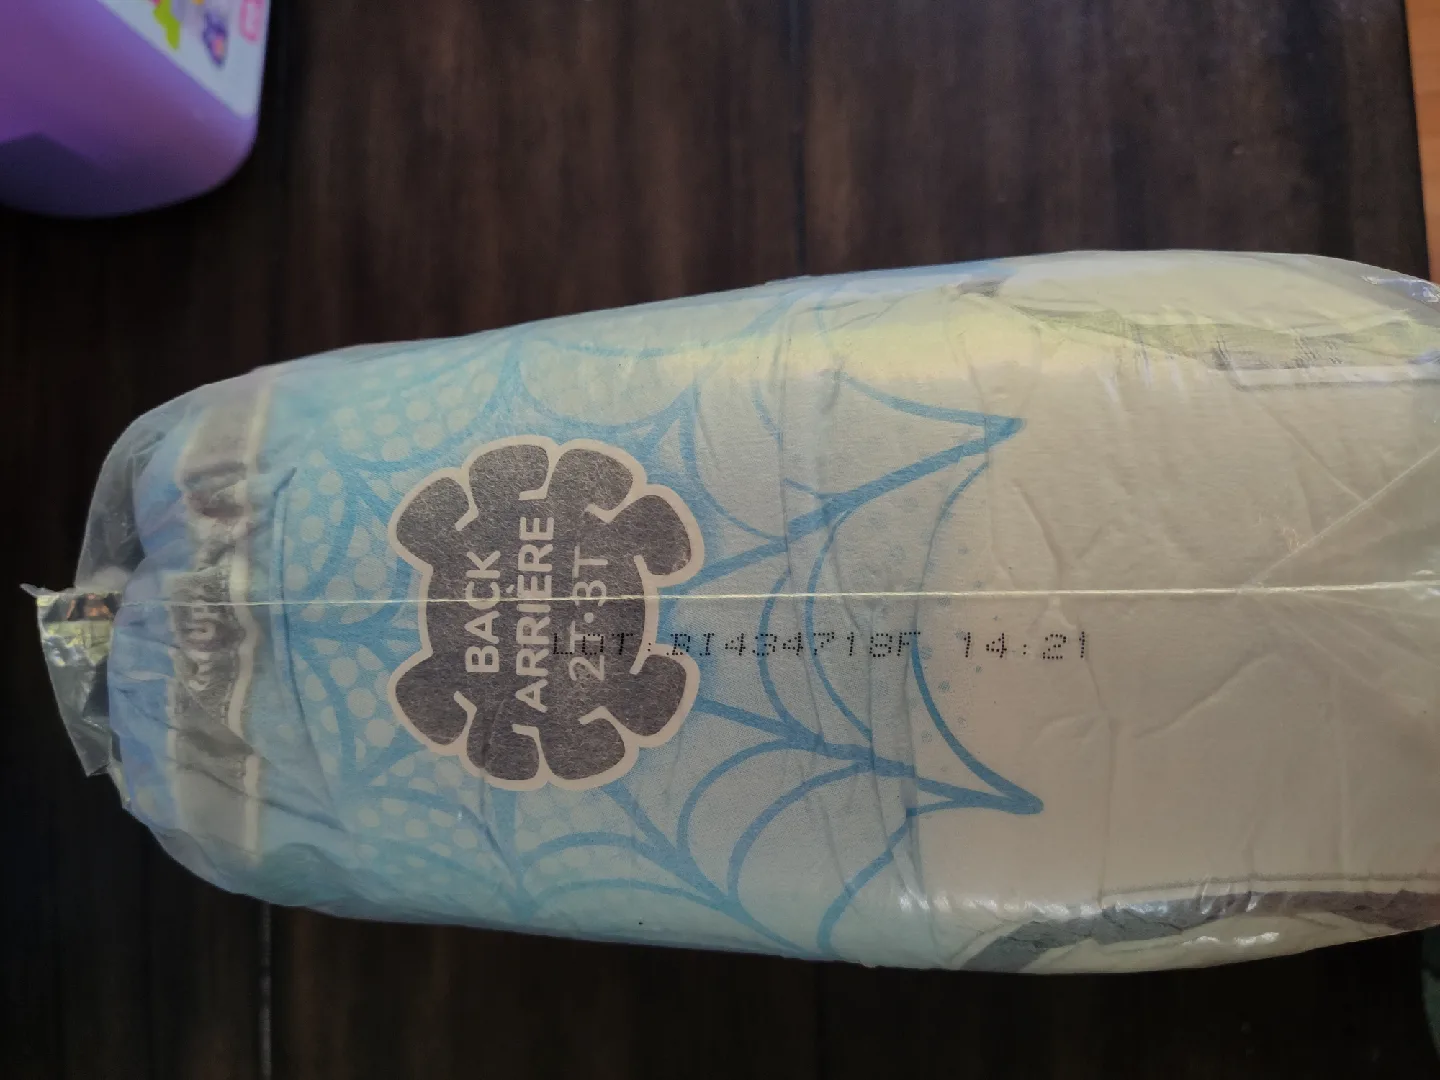 BACK
ARRIÈRE
2T•3T
LOT:BI434718F 14:21